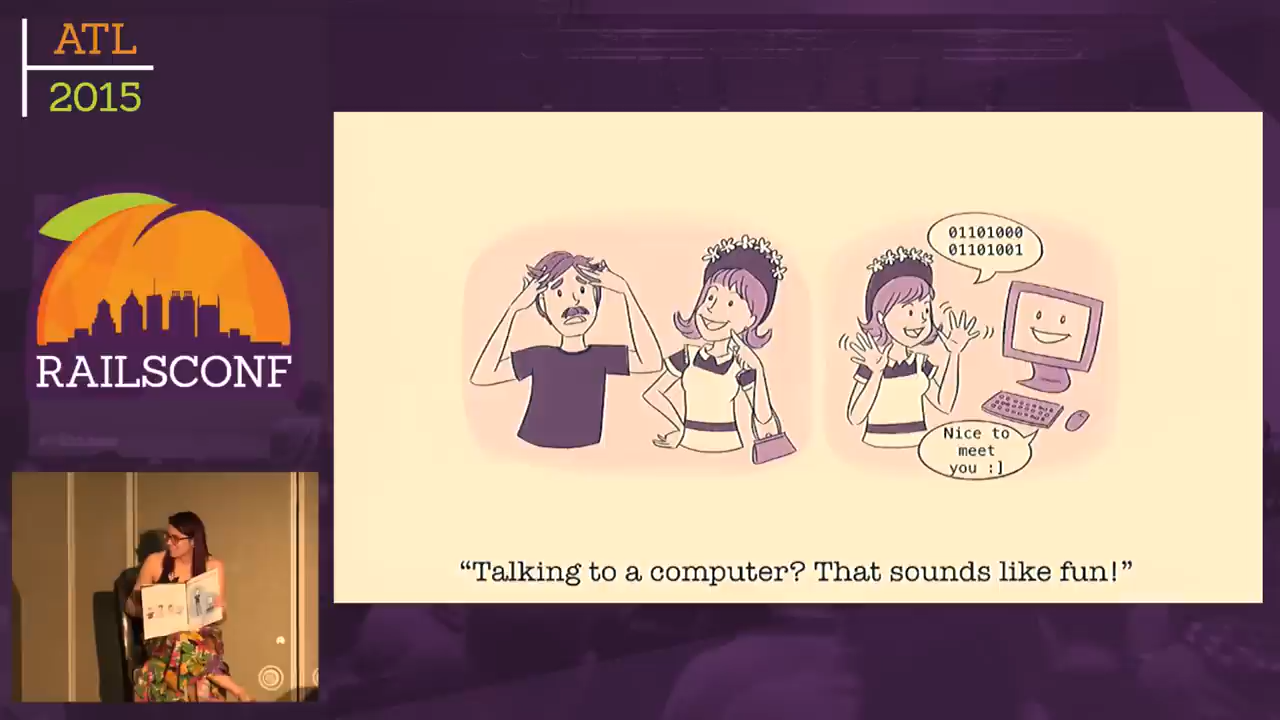 ATL
2015
RAILSCONF
01101000
01101001
Nice to
meet
you :]
“Talking to a computer? That sounds like fun!”